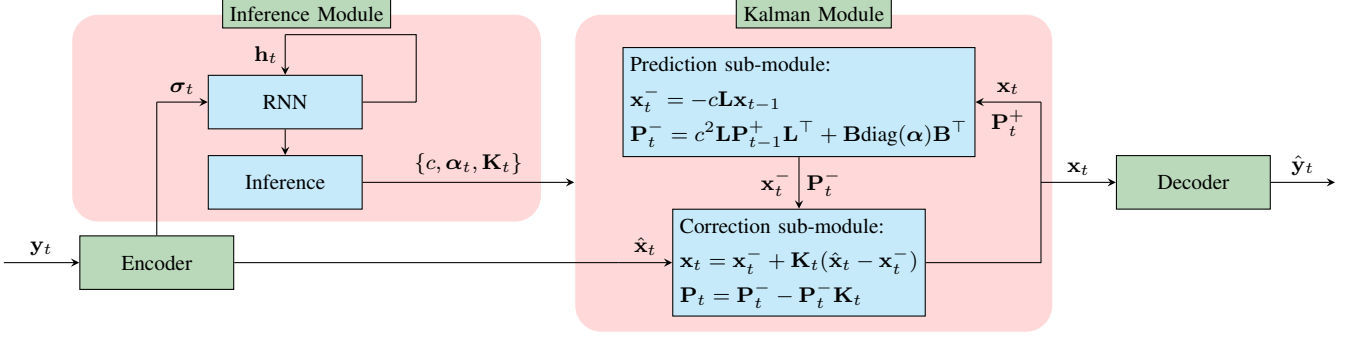 Inference Module
Kalman Module
h_t
σ_t
RNN
Inference
{c, α_t, K_t}
Prediction sub-module:
x_t^- = −cLx_{t−1}
P_t^- = c^2LP_{t−1}^+L^⊤ + Bdiag(α)B^⊤
x_t
P_t^+
x_t^- P_t^-
x_t
Decoder
ŷ_t
y_t
Encoder
x̂_t
Correction sub-module:
x_t = x_t^- + K_t(x̂_t − x_t^-)
P_t = P_t^- − P_t^-K_t